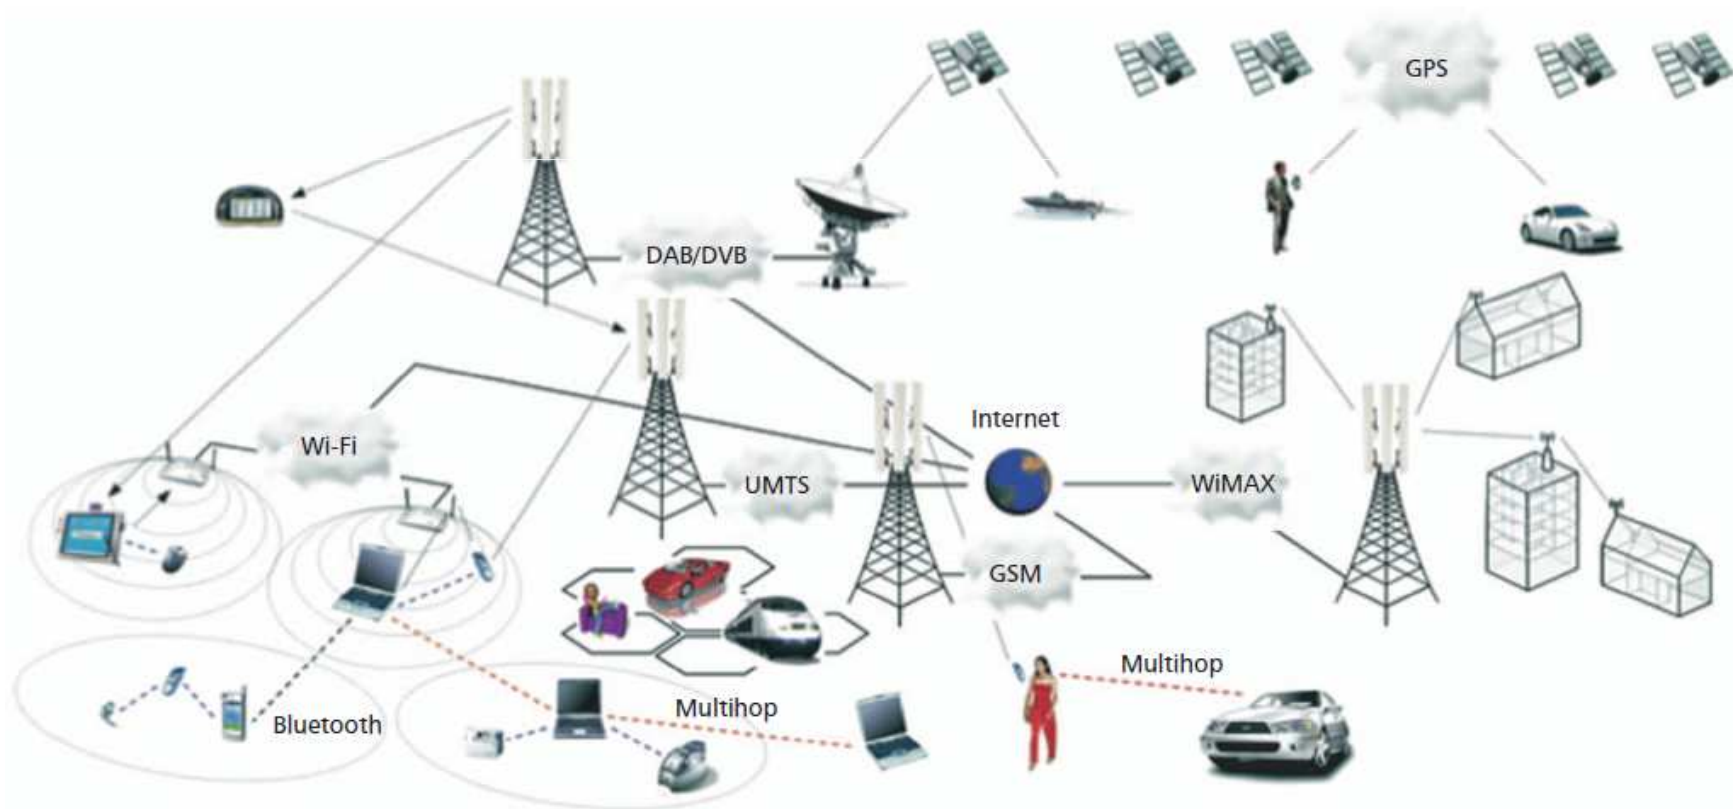 GPS
DAB/DVB
Internet
Wi-Fi
UMTS
WiMAX
GSM
Multihop
Multihop
Bluetooth